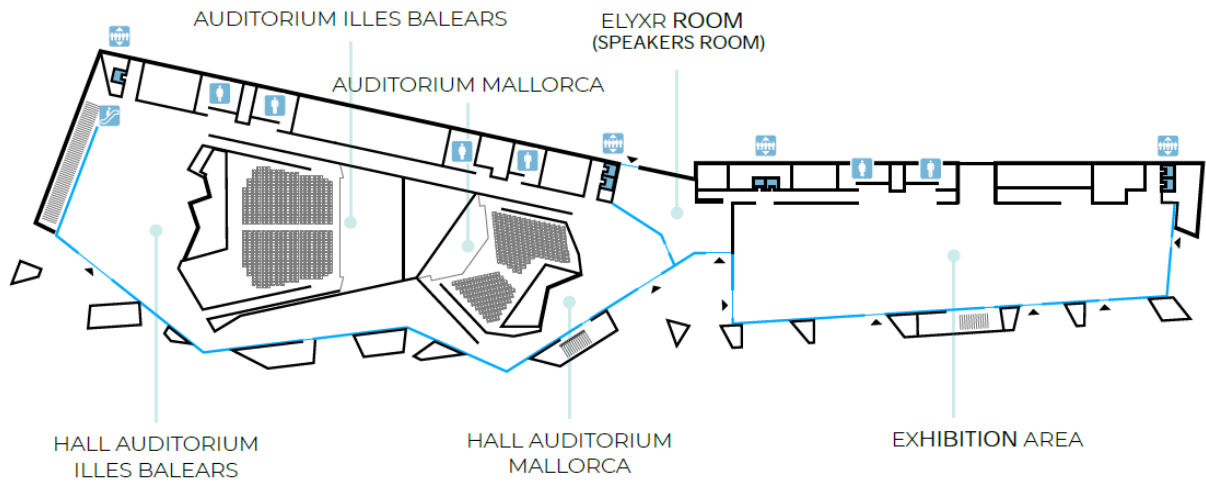 AUDITORIUM ILLES BALEARS
ELYXR ROOM
(SPEAKERS ROOM)
AUDITORIUM MALLORCA
HALL AUDITORIUM
ILLES BALEARS
HALL AUDITORIUM
MALLORCA
EXHIBITION AREA